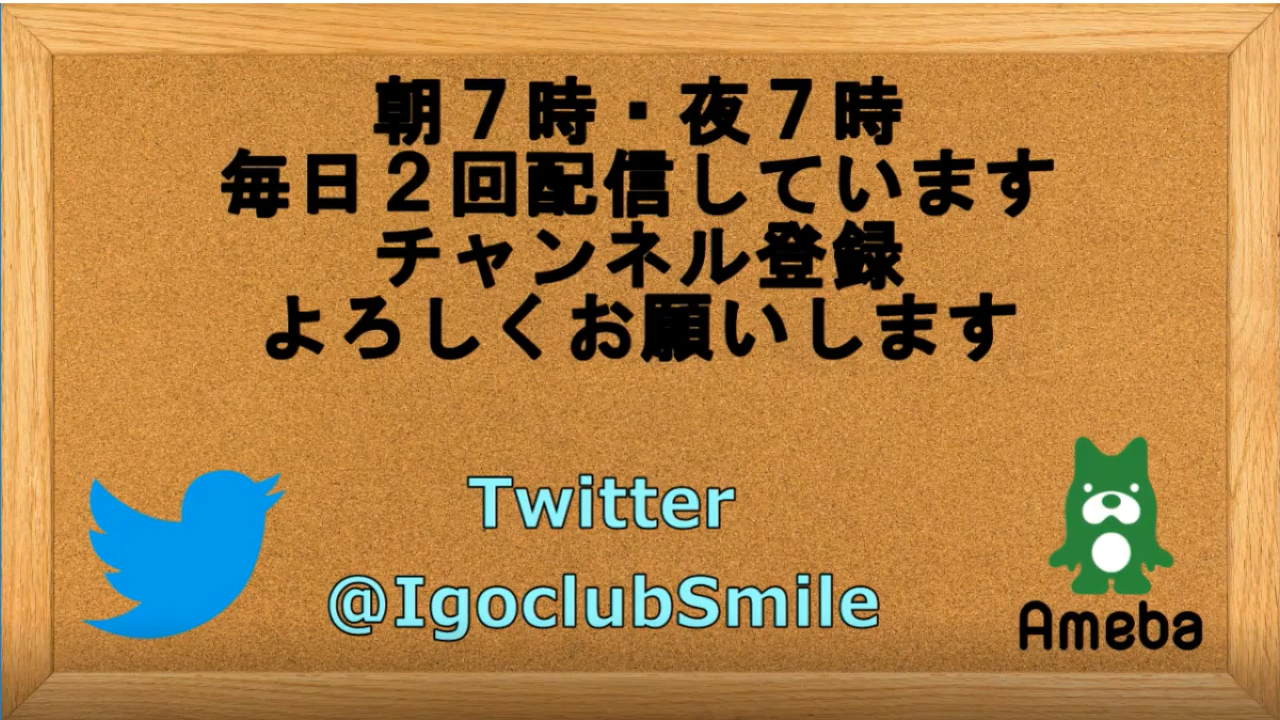 朝７時・夜７時
毎日２回配信しています
チャンネル登録
よろしくお願いします
Twitter
@IgoclubSmile
Ameba